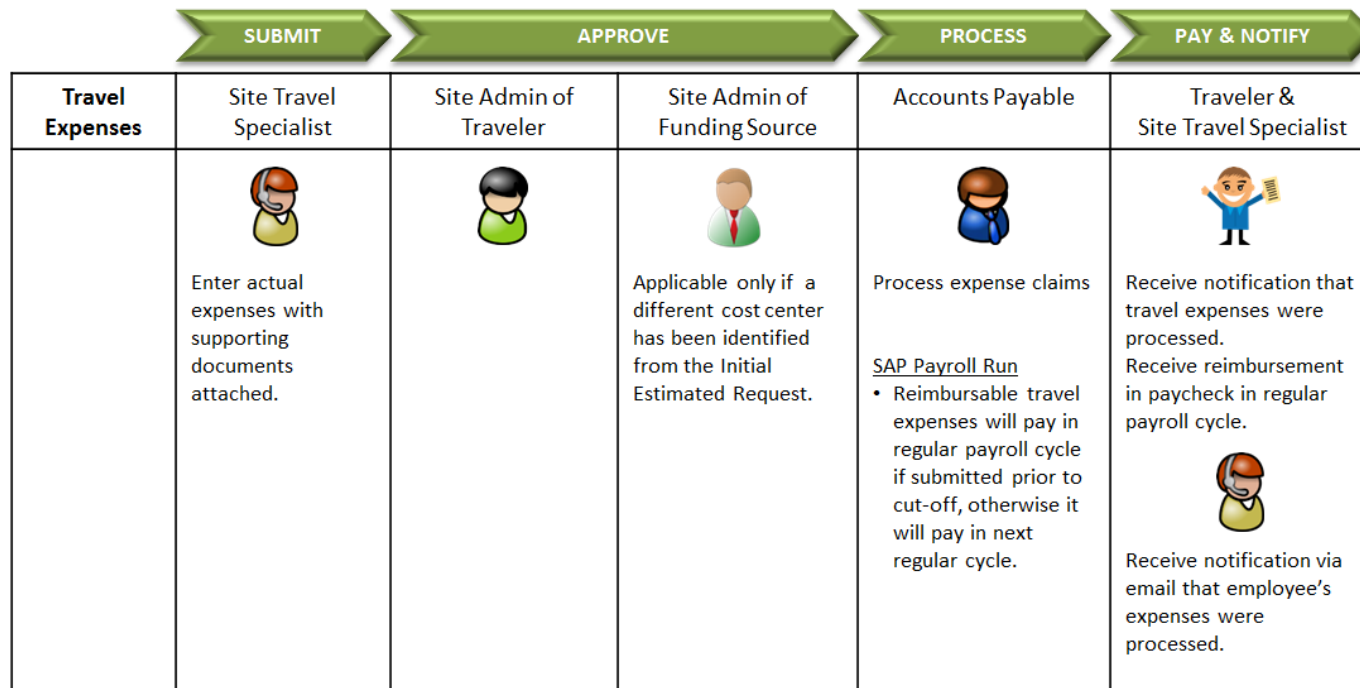 SUBMIT
APPROVE
PROCESS
PAY & NOTIFY
Travel
Expenses
Site Travel
Specialist
Site Admin of
Traveler
Site Admin of
Funding Source
Accounts Payable
Traveler &
Site Travel Specialist
Enter actual
expenses with
supporting
documents
attached.
Applicable only if a
different cost center
has been identified
from the Initial
Estimated Request.
Process expense claims
SAP Payroll Run
• Reimbursable travel
expenses will pay in
regular payroll cycle
if submitted prior to
cut-off, otherwise it
will pay in next
regular cycle.
Receive notification that
travel expenses were
processed.
Receive reimbursement
in paycheck in regular
payroll cycle.
Receive notification via
email that employee's
expenses were
processed.